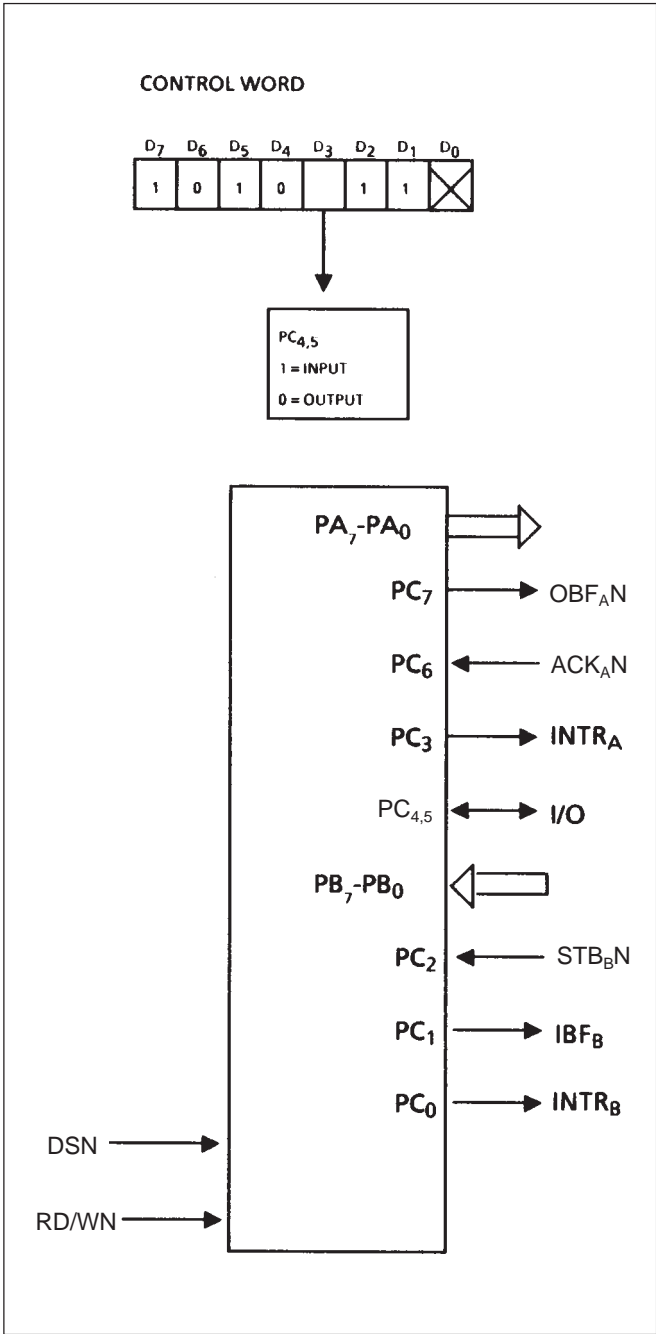 CONTROL WORD
D7 D6 D5 D4 D3 D2 D1 D0
1 0 1 0 1 1
PC4,5
1 = INPUT
0 = OUTPUT
PA7-PA0
PC7 OBFAN
PC6 ACKAN
PC3 INTRA
PC4,5 I/O
PB7-PB0
PC2 STBBN
PC1 IBFB
PC0 INTRB
DSN
RD/WN